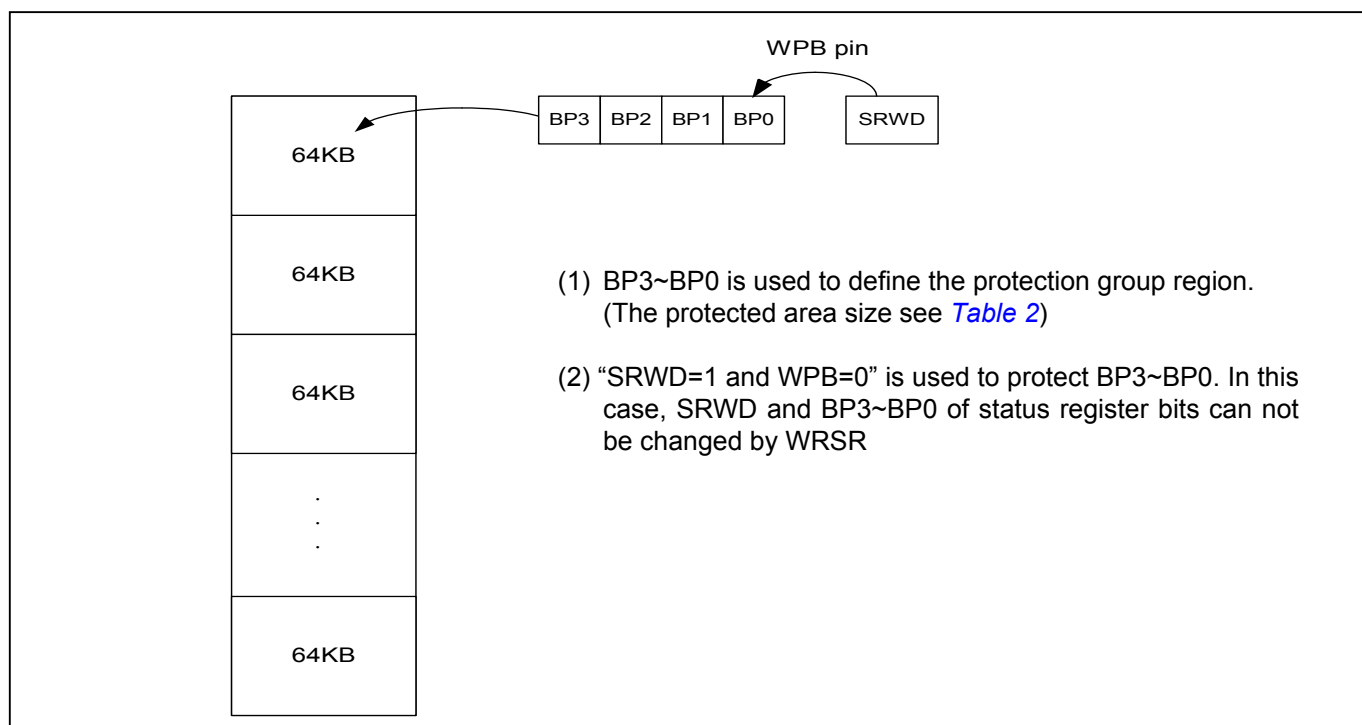 WPB pin
BP3 BP2 BP1 BP0 SRWD
64KB
64KB
64KB
.
.
.
64KB
(1) BP3~BP0 is used to define the protection group region.
(The protected area size see Table 2)
(2) “SRWD=1 and WPB=0” is used to protect BP3~BP0. In this
case, SRWD and BP3~BP0 of status register bits can not
be changed by WRSR